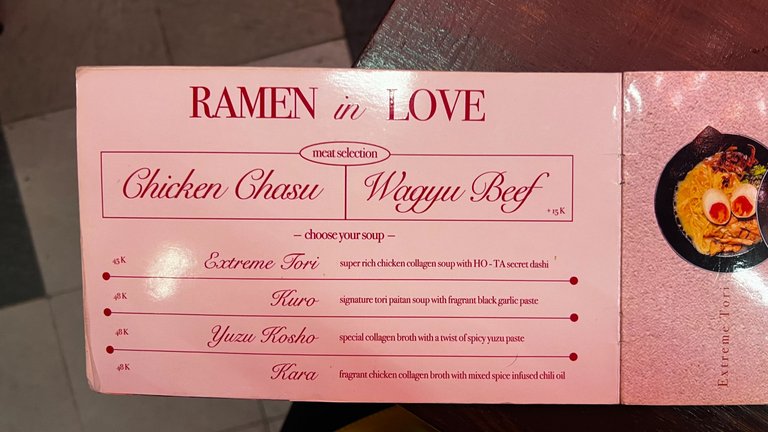 RAMEN in LOVE
meat selection
Chicken Chasu
Wagyu Beef
+ 15 K
– choose your soup –
45 K Extreme Tori super rich chicken collagen soup with HO - TA secret dashi
48 K Kuro signature tori paitan soup with fragrant black garlic paste
48 K Yuzu Kosho special collagen broth with a twist of spicy yuzu paste
48 K Kara fragrant chicken collagen broth with mixed spice infused chili oil
Extreme Tori